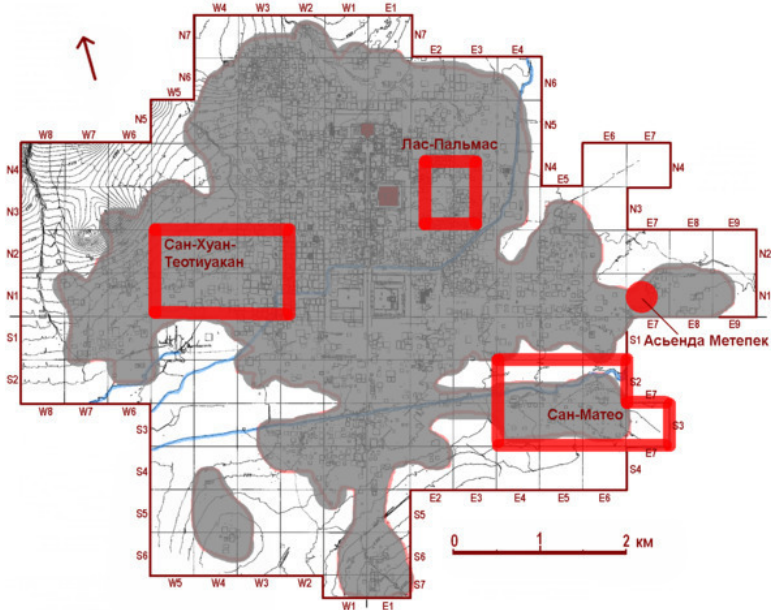 W4 W3 W2 W1 E1
N7 N7
E2 E3 E4
N6 N6
W5
N5 N5
Лас-Пальмас
E6 E7
W8 W7 W6
N4 N4 N4
E5
N3 N3
E7 E8 E9
Сан-Хуан-
Теотиуакан
N2 N2
N1 N1
E7 E8 E9
S1 S1
Асьенда Метепек
S2 S2
E7
W8 W7 W6
Сан-Матео
S3 S3
E7
S4 S4
E2 E3 E4 E5 E6
S5 S5
0 1 2 км
S6 S6
W5 W4 W3 W2
S7
W1 E1